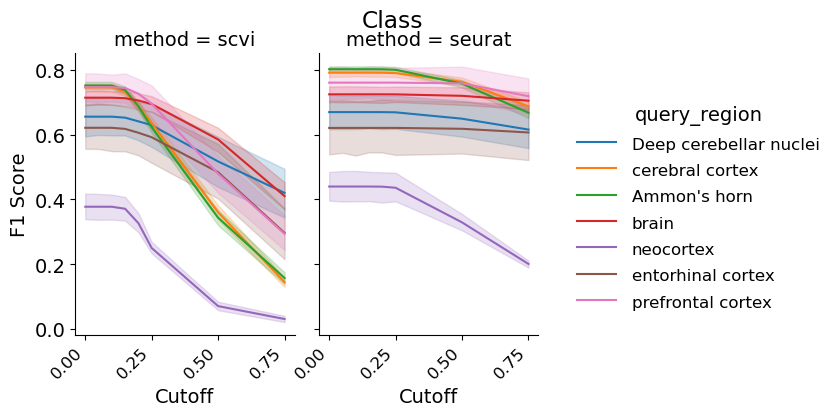 Class
method = scvi
method = seurat
F1 Score
0.8
0.6
0.4
0.2
0.0
0.00
0.25
0.50
0.75
0.00
0.25
0.50
0.75
Cutoff
Cutoff
query_region
Deep cerebellar nuclei
cerebral cortex
Ammon's horn
brain
neocortex
entorhinal cortex
prefrontal cortex